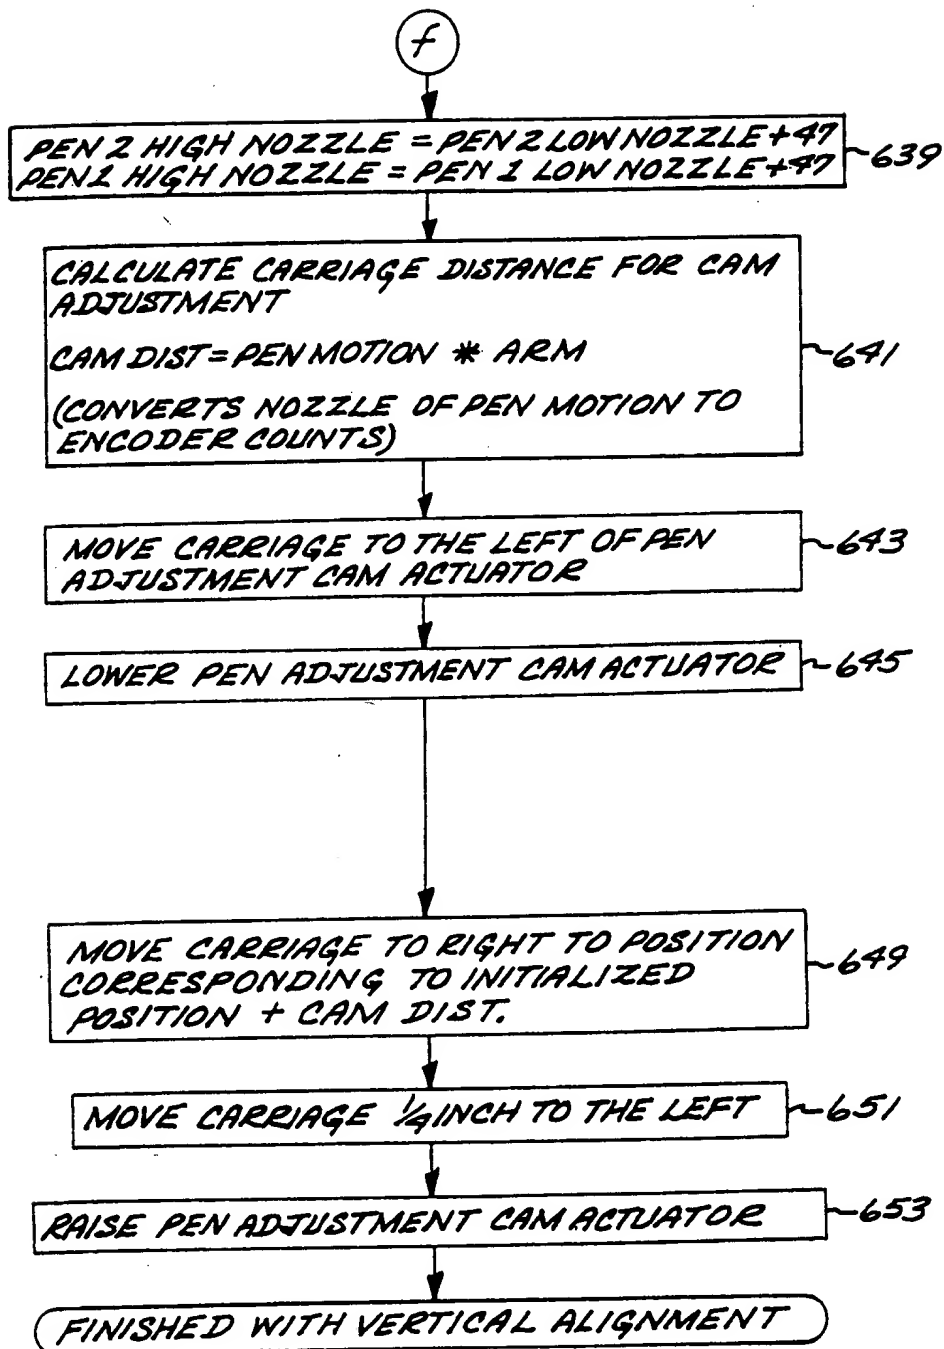 f
PEN 2 HIGH NOZZLE = PEN 2 LOW NOZZLE+47
PEN 1 HIGH NOZZLE = PEN 1 LOW NOZZLE+47
639
CALCULATE CARRIAGE DISTANCE FOR CAM
ADJUSTMENT
CAM DIST = PEN MOTION * ARM
(CONVERTS NOZZLE OF PEN MOTION TO
ENCODER COUNTS)
641
MOVE CARRIAGE TO THE LEFT OF PEN
ADJUSTMENT CAM ACTUATOR
643
LOWER PEN ADJUSTMENT CAM ACTUATOR
645
MOVE CARRIAGE TO RIGHT TO POSITION
CORRESPONDING TO INITIALIZED
POSITION + CAM DIST.
649
MOVE CARRIAGE 1/4 INCH TO THE LEFT
651
RAISE PEN ADJUSTMENT CAM ACTUATOR
653
FINISHED WITH VERTICAL ALIGNMENT